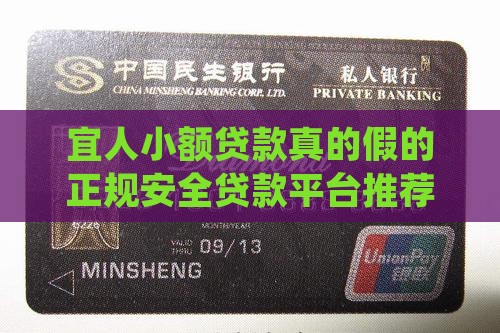 中国民生银行
CHINA MINSHENG BANKING CORP., LTD.
私人银行
PRIVATE BANKING
宜人小额贷款真的假的
正规安全贷款平台推荐
6226
MONTH/YEAR
VALID
THRU
09/13
MINSHENG
UnionPay
银联